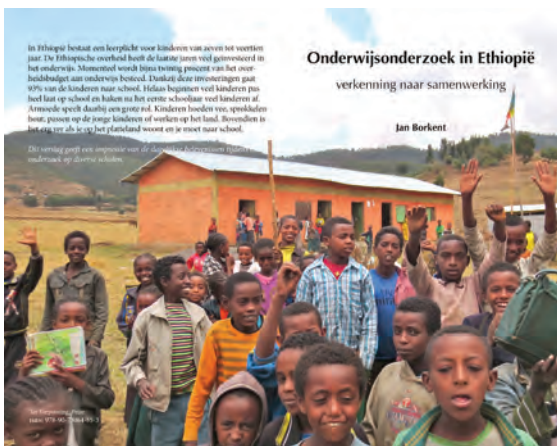 In Ethiopië bestaat een leerplicht voor kinderen van zeven tot veertien
jaar. De Ethiopische overheid heeft de laatste jaren veel geïnvesteerd in
het onderwijs. Momenteel wordt bijna twintig procent van het over-
heidsbudget aan onderwijs besteed. Dankzij deze investeringen gaat
93% van de kinderen naar school. Helaas beginnen veel kinderen pas
heel laat op school en haken na het eerste schooljaar veel kinderen af.
Armoede speelt daarbij een grote rol. Kinderen hoeden vee, sprokkelen
hout, passen op de jonge kinderen of werken op het land. Bovendien is
het erg ver als je op het platteland woont en je moet naar school.
Dit verslag geeft een impressie van de dagelijkse belevenissen tijdens
onderzoek op diverse scholen.
Onderwijsonderzoek in Ethiopië
verkenning naar samenwerking
Jan Borkent